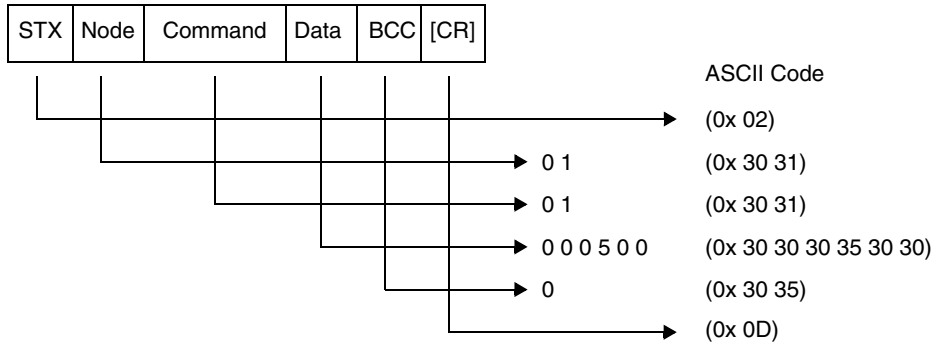 STX Node Command Data BCC [CR]
ASCII Code
(0x 02)
0 1 (0x 30 31)
0 1 (0x 30 31)
0 0 0 5 0 0 (0x 30 30 30 35 30 30)
0 (0x 30 35)
(0x 0D)